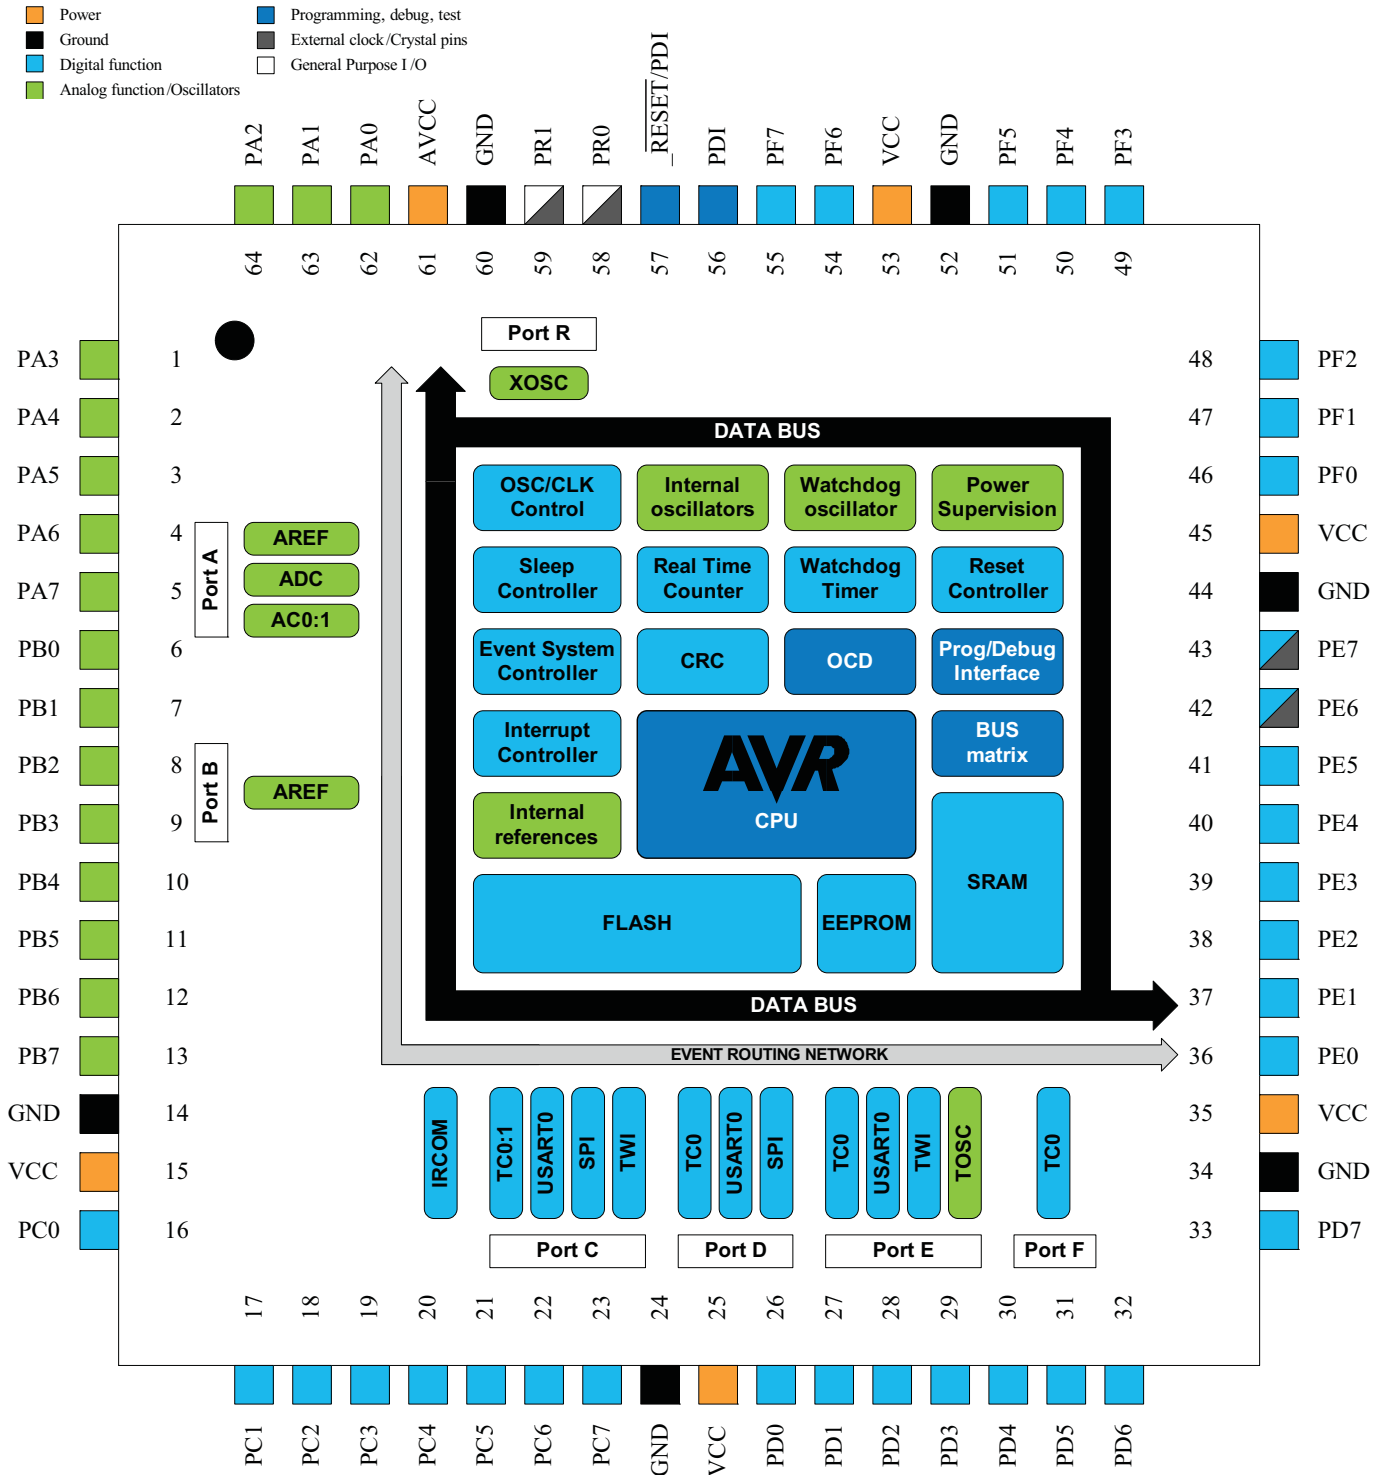 Power
Ground
Digital function
Analog function/Oscillators
Programming, debug, test
External clock/Crystal pins
General Purpose I/O
PA2
PA1
PA0
AVCC
GND
PR1
PR0
_RESET/PDI
PDI
PF7
PF6
VCC
GND
PF5
PF4
PF3
64
63
62
61
60
59
58
57
56
55
54
53
52
51
50
49
PA3 1
PA4 2
PA5 3
PA6 4
PA7 5
PB0 6
PB1 7
PB2 8
PB3 9
PB4 10
PB5 11
PB6 12
PB7 13
GND 14
VCC 15
PC0 16
Port A
AREF
ADC
AC0:1
Port B
AREF
Port R
XOSC
DATA BUS
OSC/CLK
Control
Internal
oscillators
Watchdog
oscillator
Power
Supervision
Sleep
Controller
Real Time
Counter
Watchdog
Timer
Reset
Controller
Event System
Controller
CRC
OCD
Prog/Debug
Interface
Interrupt
Controller
AVR
CPU
BUS
matrix
Internal
references
SRAM
FLASH
EEPROM
DATA BUS
EVENT ROUTING NETWORK
48 PF2
47 PF1
46 PF0
45 VCC
44 GND
43 PE7
42 PE6
41 PE5
40 PE4
39 PE3
38 PE2
37 PE1
36 PE0
35 VCC
34 GND
33 PD7
IRCOM
TC0:1
USART0
SPI
TWI
TC0
USART0
SPI
TC0
USART0
TWI
TOSC
TC0
Port C
Port D
Port E
Port F
17
18
19
20
21
22
23
24
25
26
27
28
29
30
31
32
PC1
PC2
PC3
PC4
PC5
PC6
PC7
GND
VCC
PD0
PD1
PD2
PD3
PD4
PD5
PD6